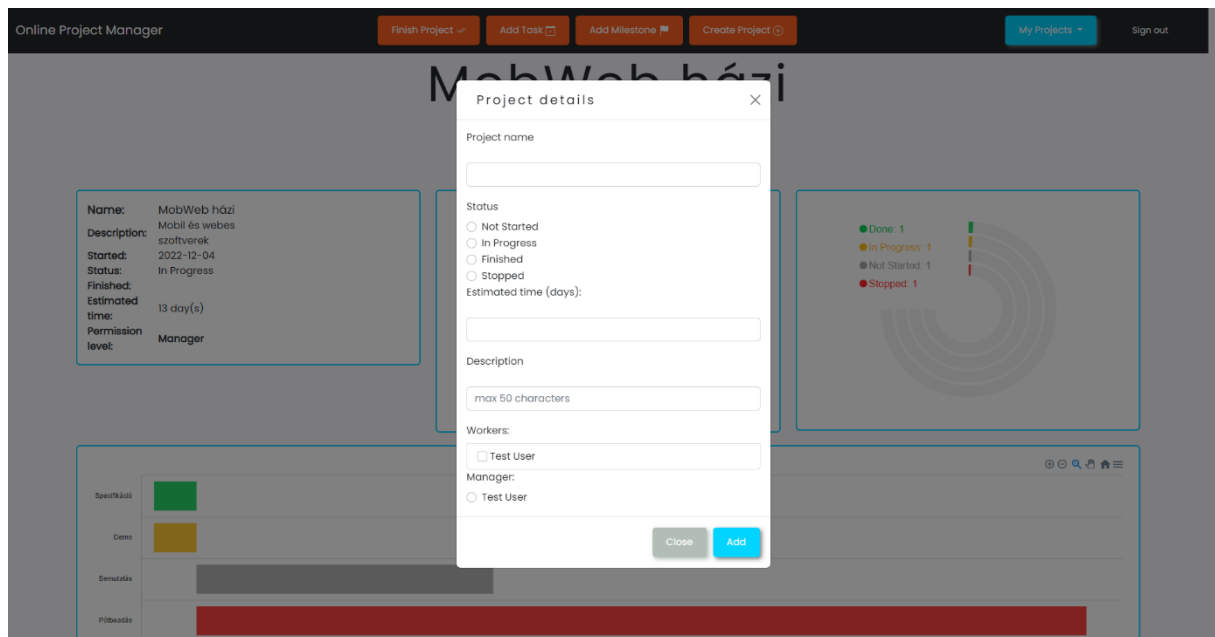 Online Project Manager
Finish Project
Add Task
Add Milestone
Create Project
My Projects
Sign out
MobWeb házi
Project details
Project name
Status
Not Started
In Progress
Finished
Stopped
Estimated time (days):
Description
max 50 characters
Workers:
Test User
Manager:
Test User
Close
Add
Name: MobWeb házi
Description: Mobil és webes
szoftverek
Started: 2022-12-04
Status: In Progress
Finished:
Estimated
time: 13 day(s)
Permission
level: Manager
Done: 1
In Progress: 1
Not Started: 1
Stopped: 1
Specifikáció
Demo
Bemutatás
Pótbeadás